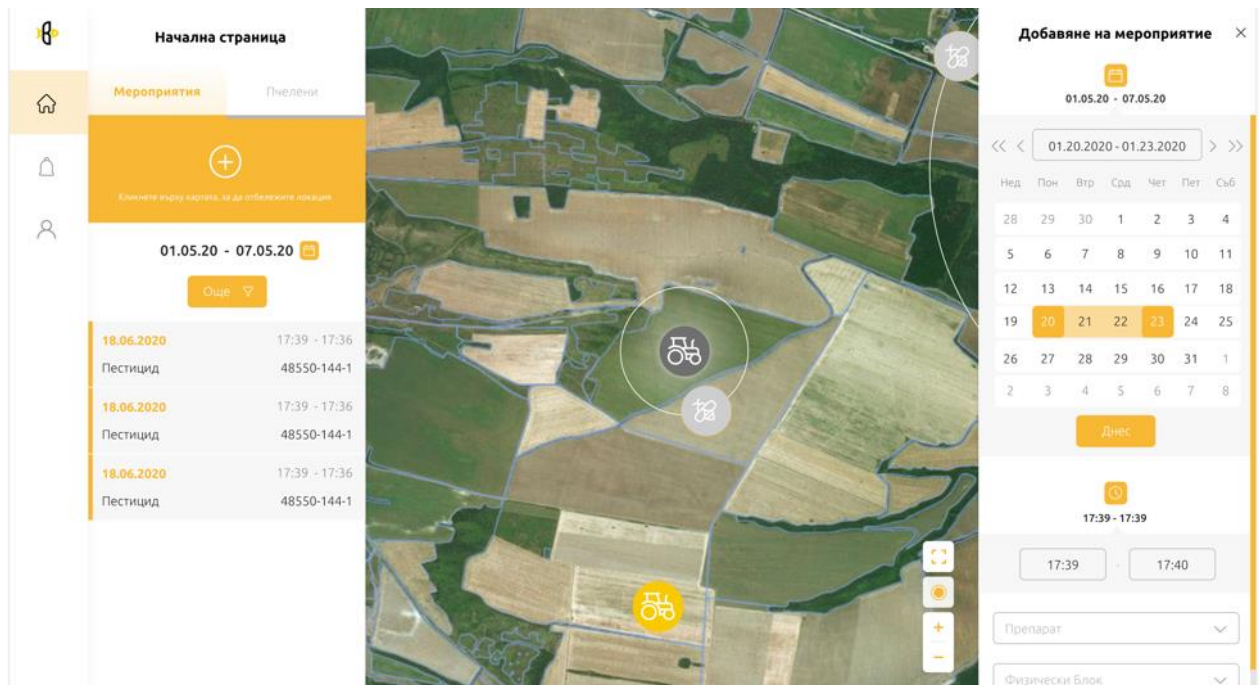 Начална страница
Мероприятия Пчелени
Кликнете върху картата, за да отбележите локация
01.05.20 - 07.05.20
Още
18.06.2020 17:39 - 17:36
Пестицид 48550-144-1
18.06.2020 17:39 - 17:36
Пестицид 48550-144-1
18.06.2020 17:39 - 17:36
Пестицид 48550-144-1
+
−
Добавяне на мероприятие ×
01.05.20 - 07.05.20
<< < 01.20.2020 - 01.23.2020 > >>
Нед Пон Втр Срд Чет Пет Съб
28 29 30 1 2 3 4
5 6 7 8 9 10 11
12 13 14 15 16 17 18
19 20 21 22 23 24 25
26 27 28 29 30 31 1
2 3 4 5 6 7 8
Днес
17:39 - 17:39
17:39 - 17:40
Препарат
Физически Блок